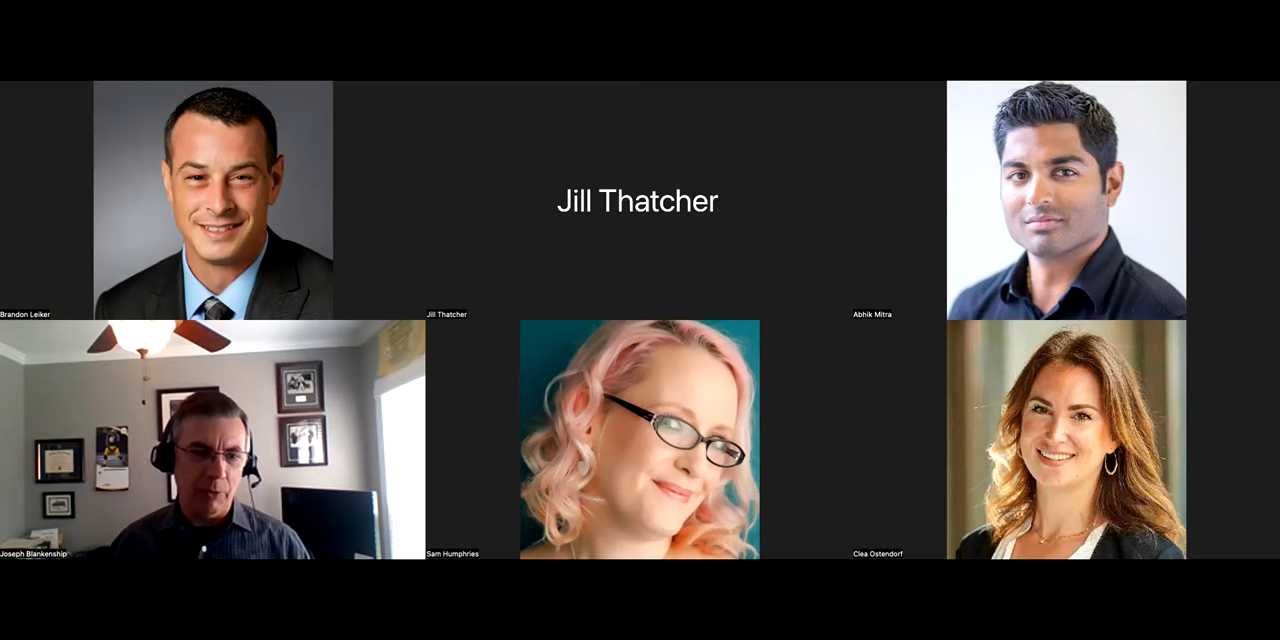 Jill Thatcher
Brandon Leiker
Jill Thatcher
Abhik Mitra
Joseph Blankenship
Sam Humphries
Clea Ostendorf